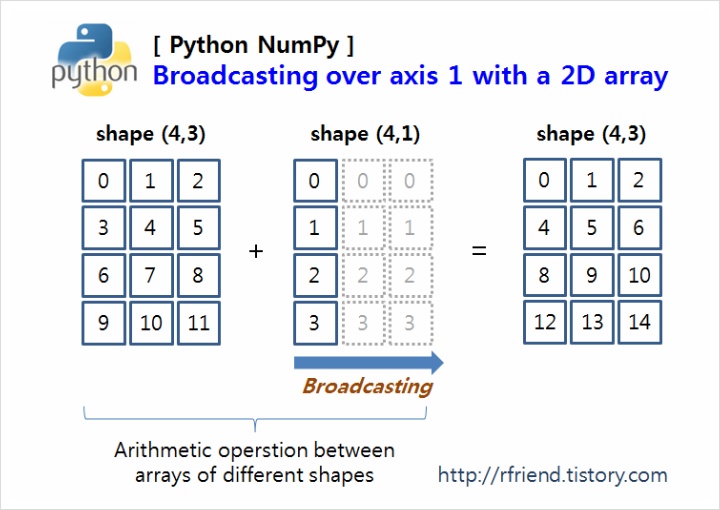 [ Python NumPy ]
python
Broadcasting over axis 1 with a 2D array
shape (4,3) shape (4,1) shape (4,3)
0 1 2 0 0 0 0 1 2
3 4 5 1 1 1 4 5 6
+ =
6 7 8 2 2 2 8 9 10
9 10 11 3 3 3 12 13 14
Broadcasting
Arithmetic operstion between
arrays of different shapes
http://rfriend.tistory.com